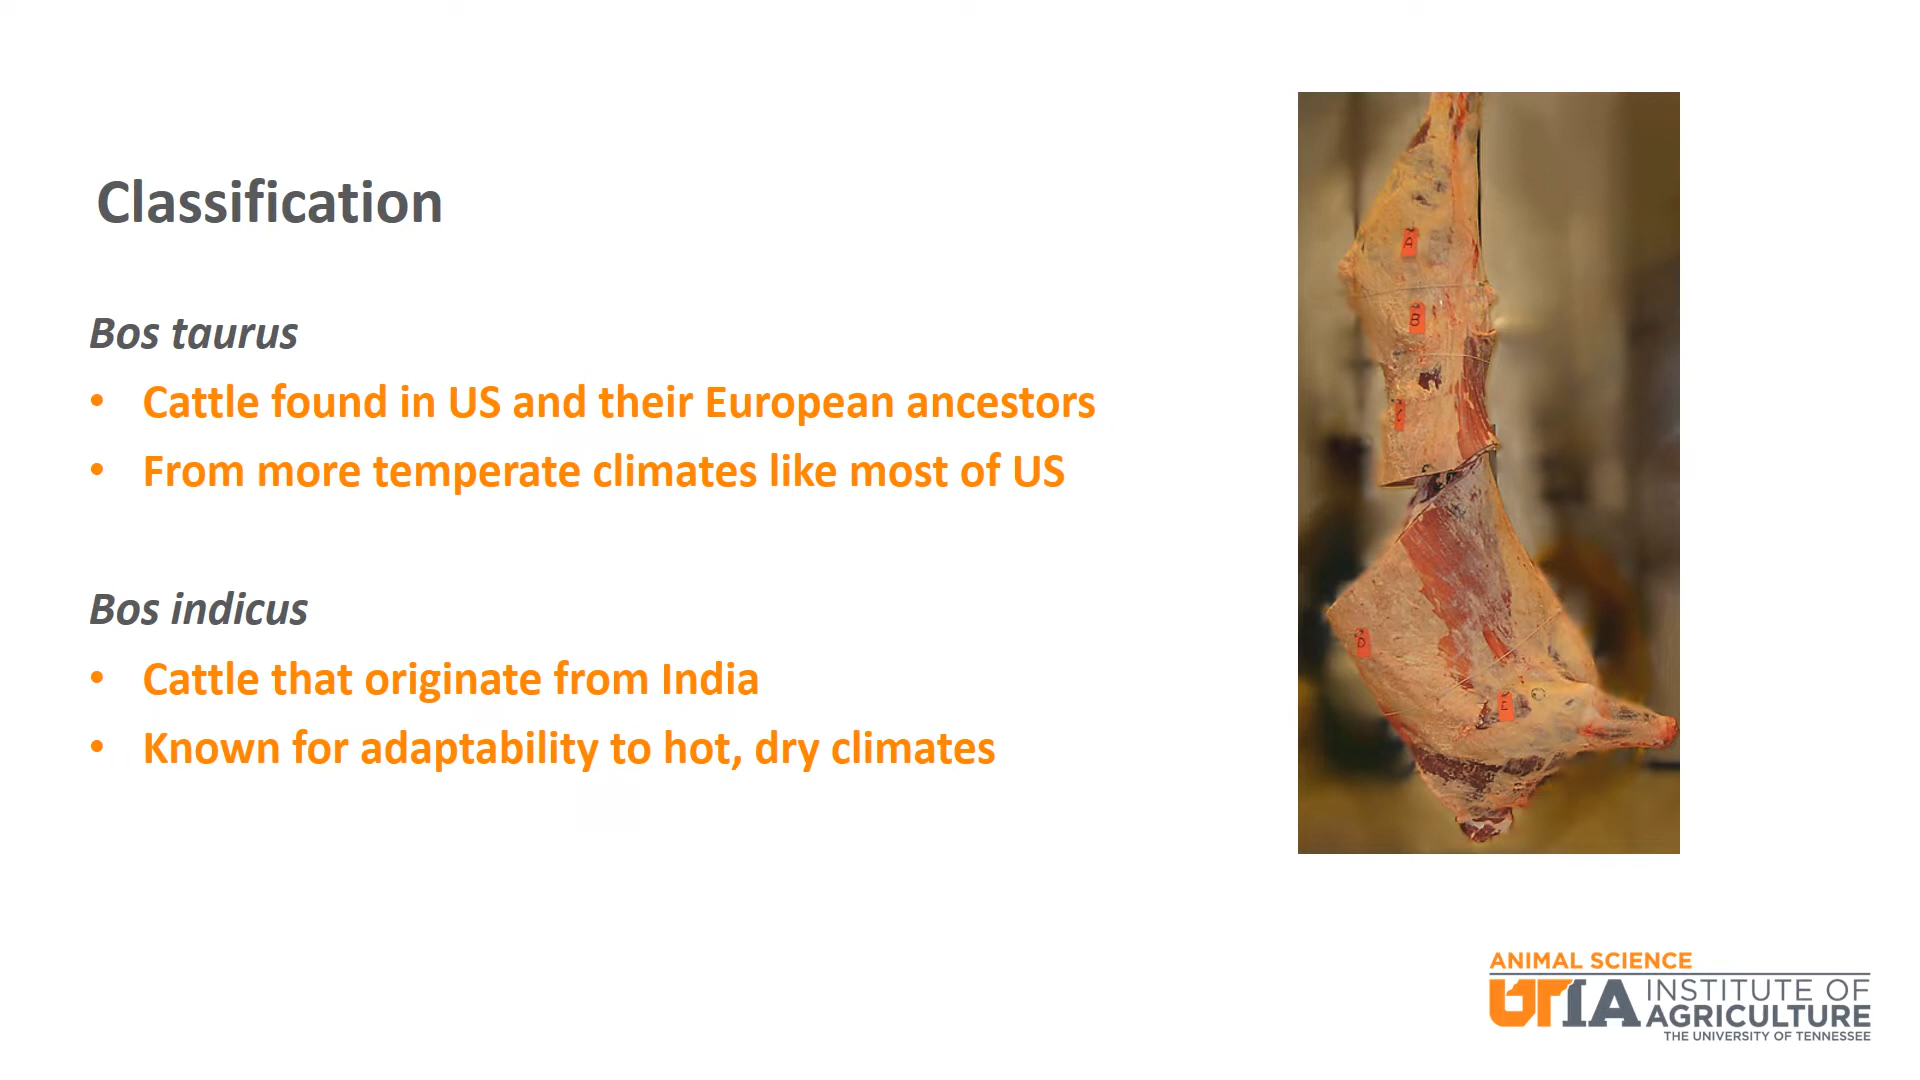 Classification
Bos taurus
• Cattle found in US and their European ancestors
• From more temperate climates like most of US
Bos indicus
• Cattle that originate from India
• Known for adaptability to hot, dry climates
A
B
D
E
ANIMAL SCIENCE
UTIA INSTITUTE OF
AGRICULTURE
THE UNIVERSITY OF TENNESSEE